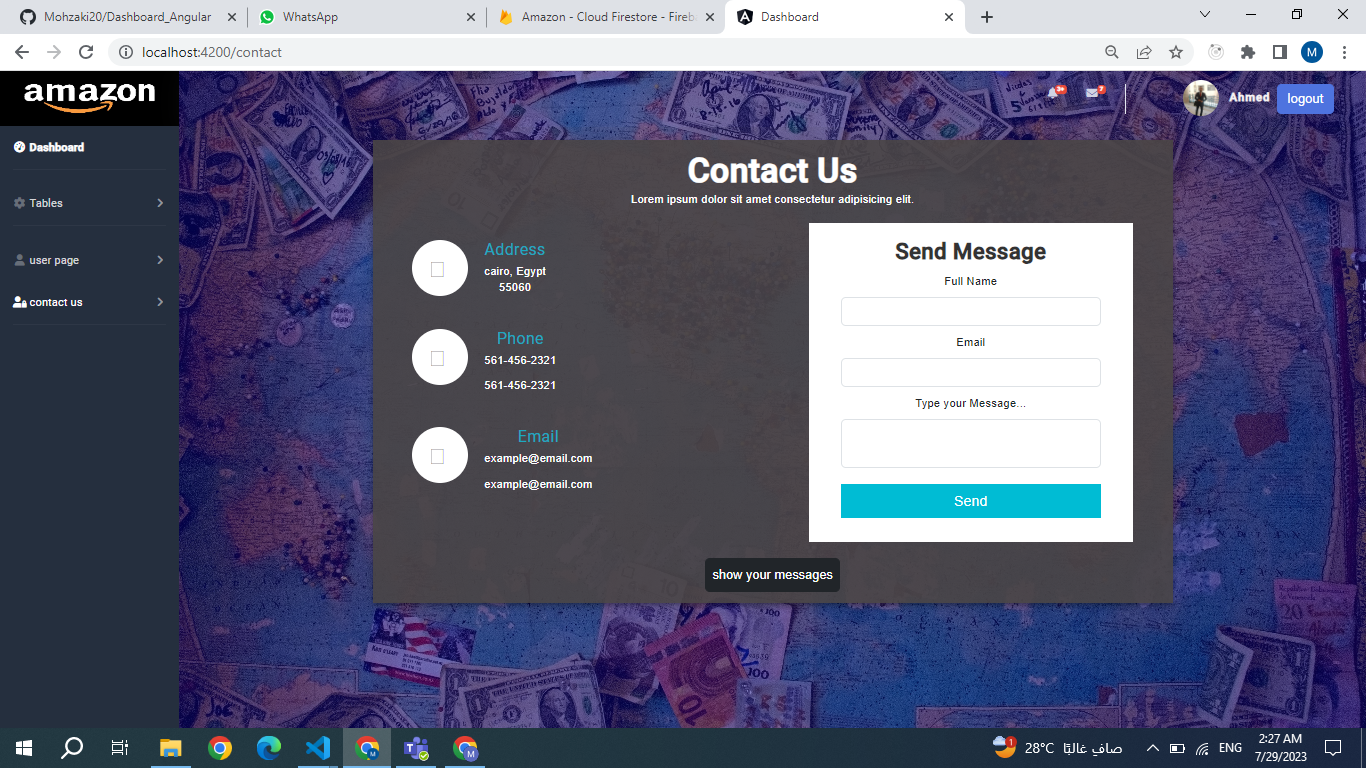 Mohzaki20/Dashboard_Angular
WhatsApp
Amazon - Cloud Firestore - Fireb
Dashboard
localhost:4200/contact
M
amazon
3+
7
Ahmed
logout
Dashboard
Tables
user page
contact us
Contact Us
Lorem ipsum dolor sit amet consectetur adipisicing elit.
Address
cairo, Egypt
55060
Phone
561-456-2321
561-456-2321
Email
example@email.com
example@email.com
Send Message
Full Name
Email
Type your Message...
Send
show your messages
1
28°C
صافٍ غالبًا
ENG
2:27 AM
7/29/2023